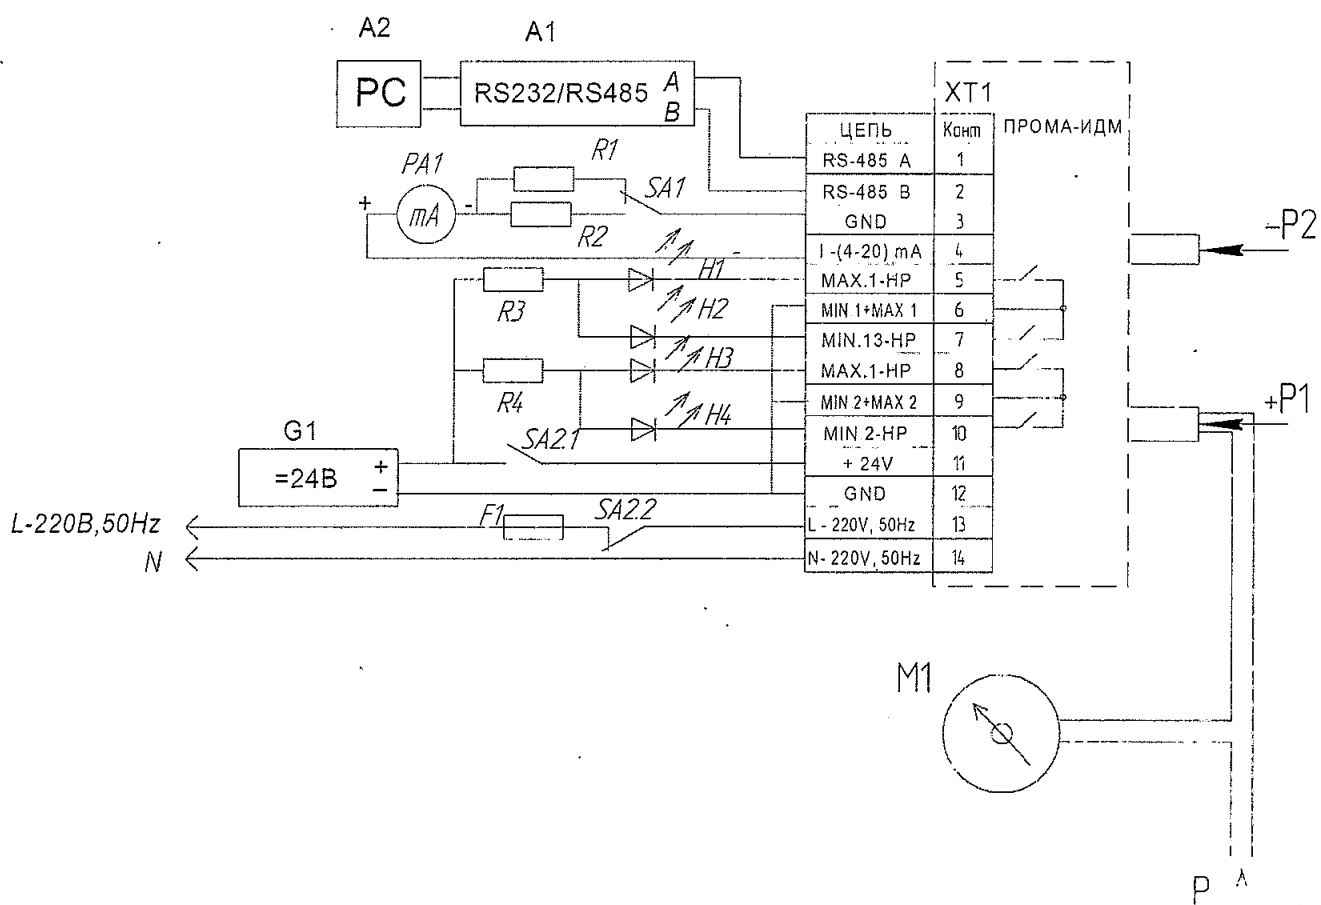 A2
A1
PC
RS232/RS485
A
B
XT1
ПРОМА-ИДМ
ЦЕПЬ Конт
RS-485 A 1
RS-485 B 2
GND 3
I -(4-20) mA 4
MAX.1-HP 5
MIN 1+MAX 1 6
MIN.13-HP 7
MAX.1-HP 8
MIN 2+MAX 2 9
MIN 2-HP 10
+ 24V 11
GND 12
L - 220V, 50Hz 13
N- 220V, 50Hz 14
PA1
+
mA
-
R1
R2
SA1
H1
R3
H2
H3
R4
H4
SA2.1
G1
=24В
+
−
L-220В,50Hz
F1
SA2.2
N
−P2
+P1
M1
P